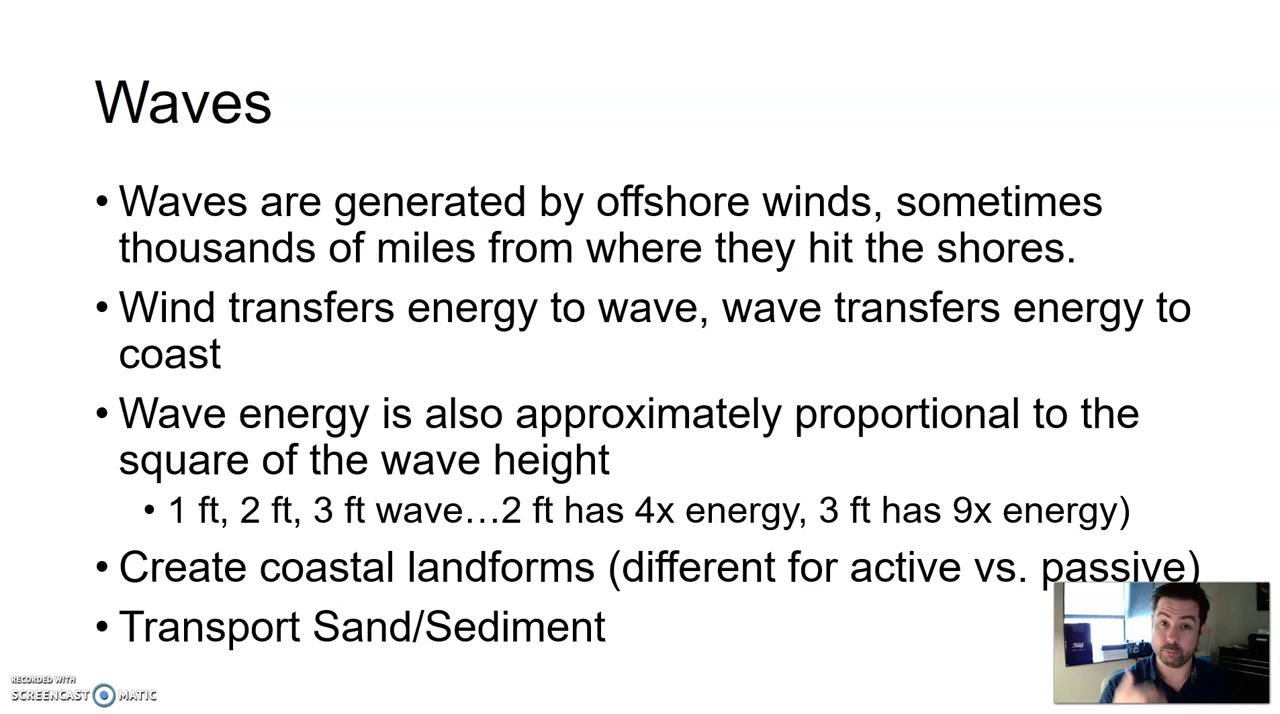 Waves
• Waves are generated by offshore winds, sometimes
thousands of miles from where they hit the shores.
• Wind transfers energy to wave, wave transfers energy to
coast
• Wave energy is also approximately proportional to the
square of the wave height
• 1 ft, 2 ft, 3 ft wave…2 ft has 4x energy, 3 ft has 9x energy)
• Create coastal landforms (different for active vs. passive)
• Transport Sand/Sediment
RECORDED WITH
SCREENCAST MATIC